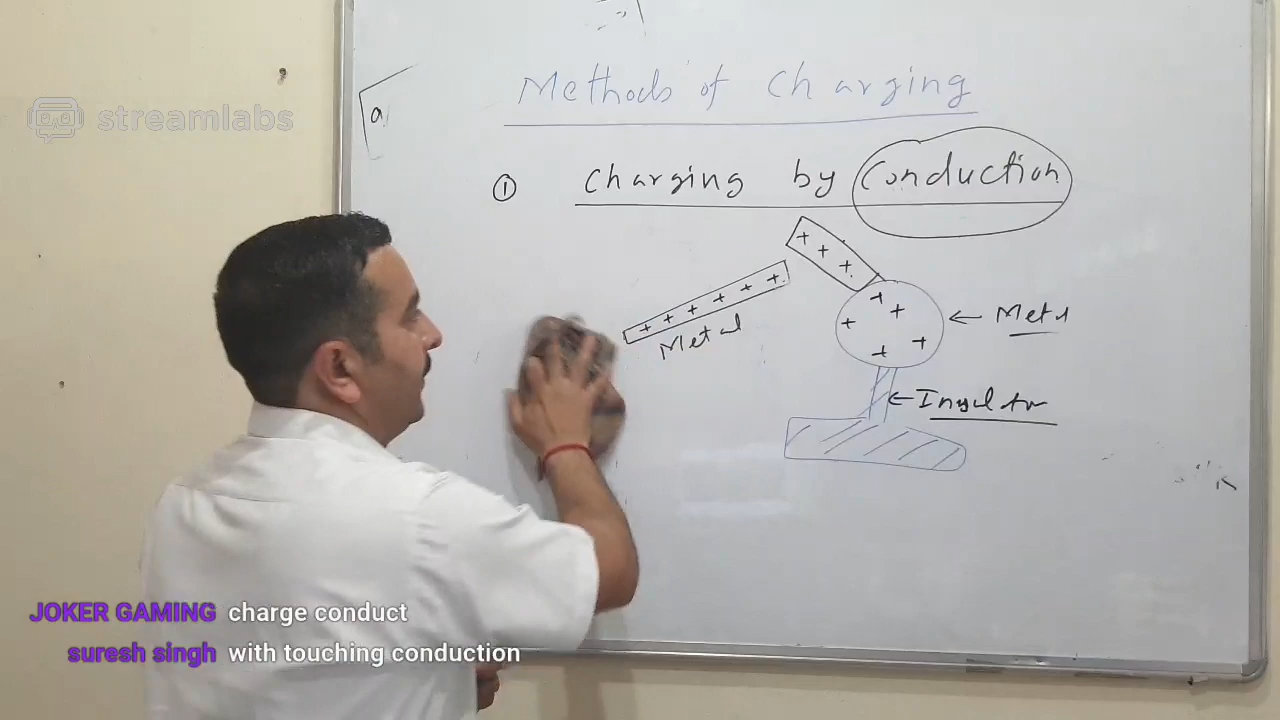 streamlabs
a
Methods of Charging
① Charging by Conduction
+ + +
+ + + + + +
Metal
+ + + + +
← Metl
← Insulator
JOKER GAMING charge conduct
suresh singh with touching conduction